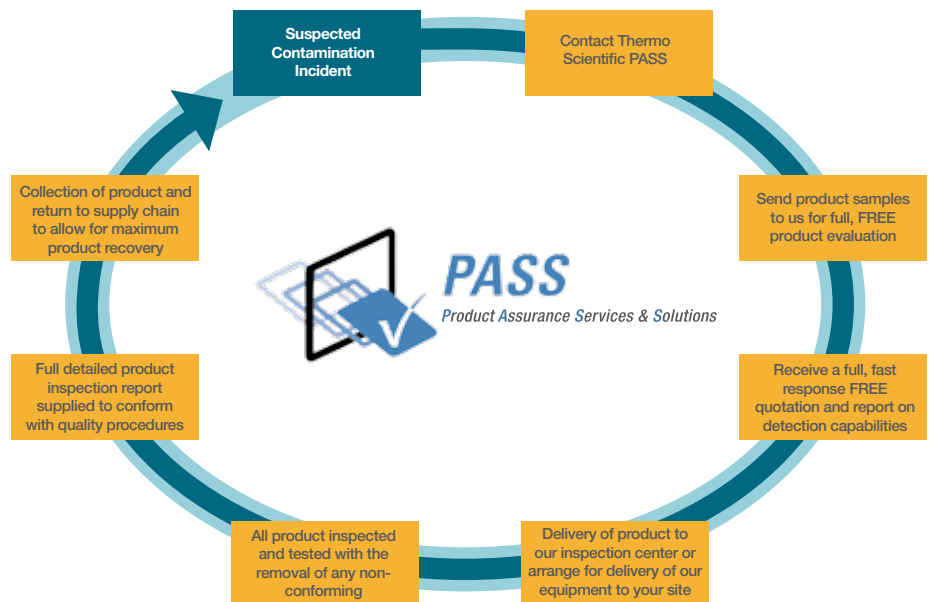 Suspected
Contamination
Incident
Contact Thermo
Scientific PASS
Send product samples
to us for full, FREE
product evaluation
Receive a full, fast
response FREE
quotation and report on
detection capabilities
Delivery of product to
our inspection center or
arrange for delivery of our
equipment to your site
All product inspected
and tested with the
removal of any non-
conforming
Full detailed product
inspection report
supplied to conform
with quality procedures
Collection of product and
return to supply chain
to allow for maximum
product recovery
PASS
Product Assurance Services & Solutions